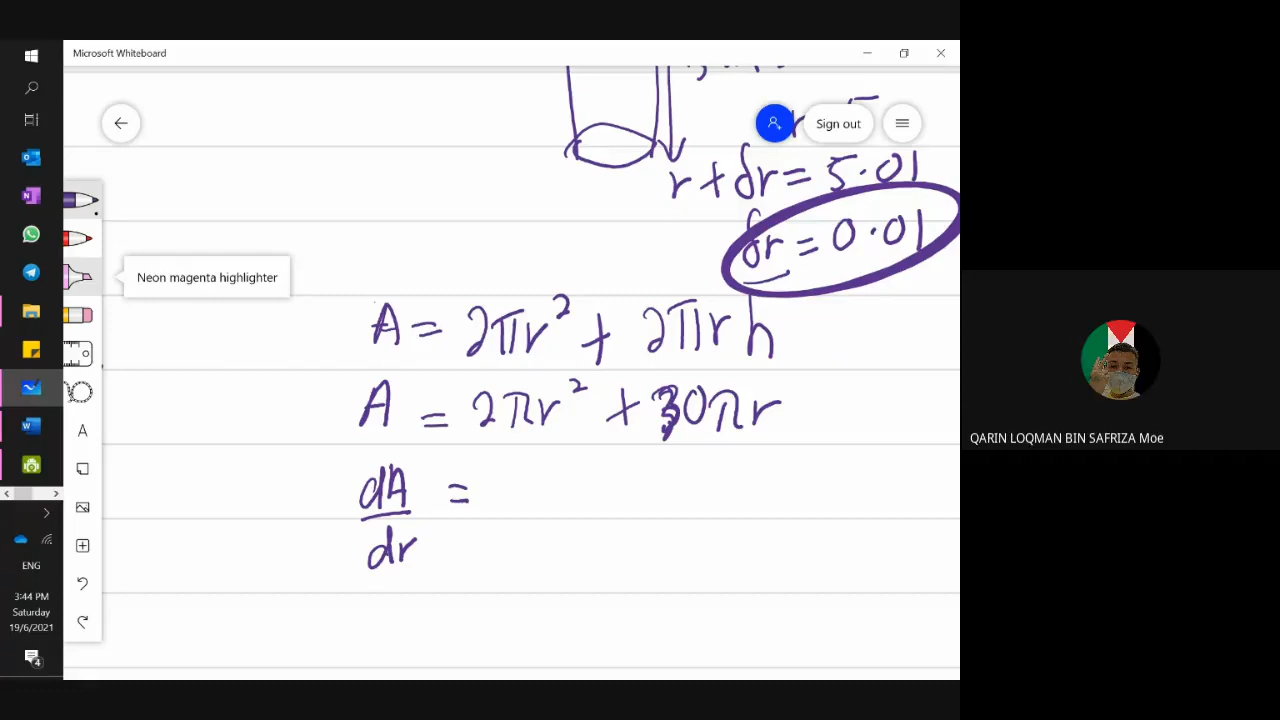 Microsoft Whiteboard
Sign out
r + δr = 5.01
δr = 0.01
Neon magenta highlighter
A = 2πr² + 2πrh
A = 2πr² + 30πr
dA/dr =
A
ENG
3:44 PM
Saturday
19/6/2021
4
QARIN LOQMAN BIN SAFRIZA Moe